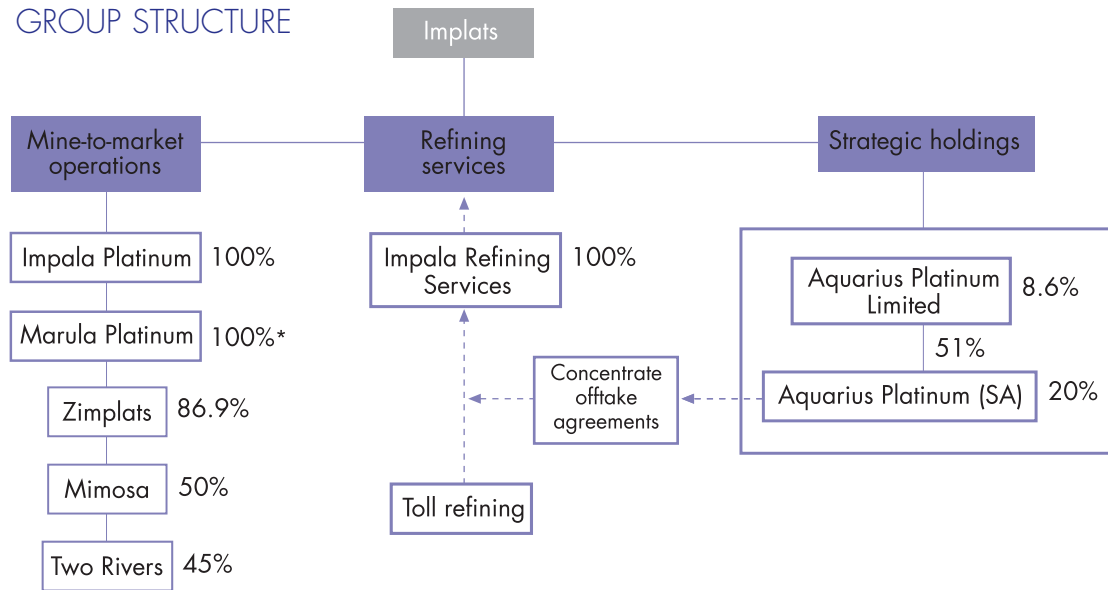 GROUP STRUCTURE
Implats
Mine-to-market
operations
Refining
services
Strategic holdings
Impala Platinum 100%
Impala Refining
Services
100%
Aquarius Platinum
Limited
8.6%
Marula Platinum 100%*
51%
Zimplats 86.9%
Concentrate
offtake
agreements
Aquarius Platinum (SA) 20%
Mimosa 50%
Toll refining
Two Rivers 45%